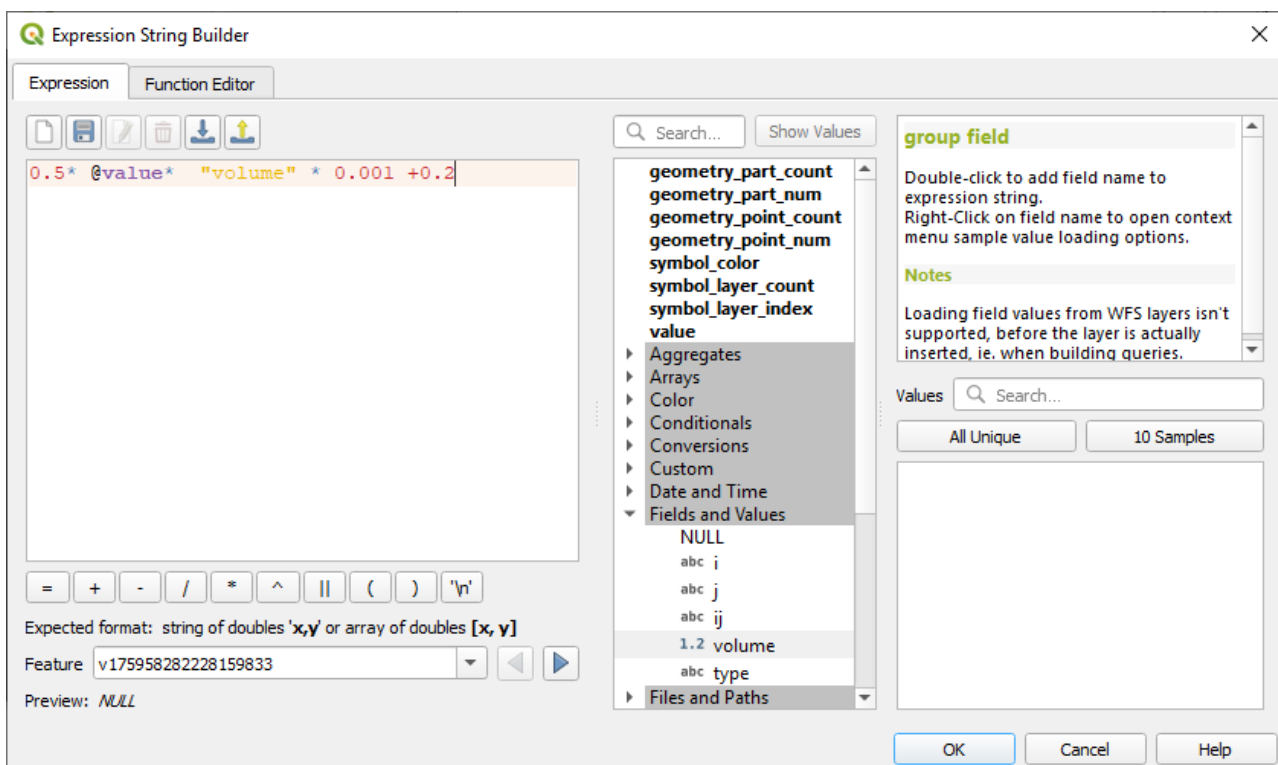 Expression String Builder
Expression
Function Editor
0.5* @value*  "volume" * 0.001 +0.2
= + - / * ^ || ( ) '\n'
Expected format: string of doubles 'x,y' or array of doubles [x, y]
Feature v175958282228159833
Preview: NULL
Search...
Show Values
geometry_part_count
geometry_part_num
geometry_point_count
geometry_point_num
symbol_color
symbol_layer_count
symbol_layer_index
value
Aggregates
Arrays
Color
Conditionals
Conversions
Custom
Date and Time
Fields and Values
NULL
abc i
abc j
abc ij
1.2 volume
abc type
Files and Paths
group field
Double-click to add field name to
expression string.
Right-Click on field name to open context
menu sample value loading options.
Notes
Loading field values from WFS layers isn't
supported, before the layer is actually
inserted, ie. when building queries.
Values Search...
All Unique
10 Samples
OK
Cancel
Help